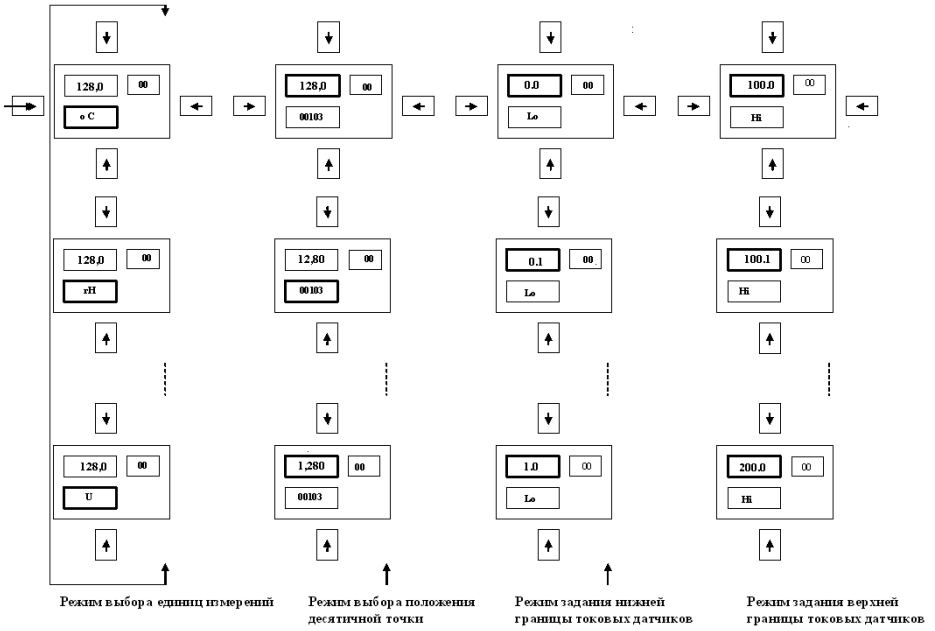 128,0 00 128,0 00 0.0 00 100.0 00
o C 00103 Lo Hi
128,0 00 12,80 00 0.1 00 100.1 00
rH 00103 Lo Hi
128,0 00 1,280 00 1.0 00 200.0 00
U 00103 Lo Hi
Режим выбора единиц измерений
Режим выбора положения
десятичной точки
Режим задания нижней
границы токовых датчиков
Режим задания верхней
границы токовых датчиков